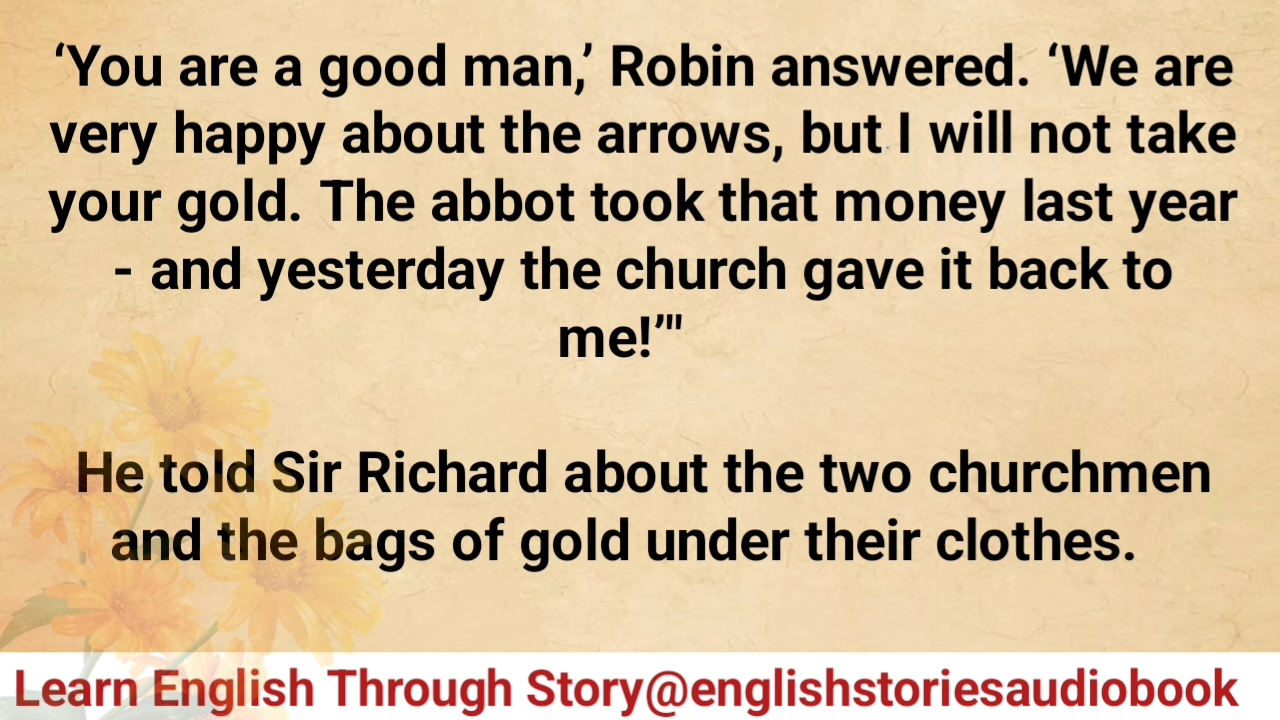 ‘You are a good man,’ Robin answered. ‘We are
very happy about the arrows, but I will not take
your gold. The abbot took that money last year
- and yesterday the church gave it back to
me!’"
He told Sir Richard about the two churchmen
and the bags of gold under their clothes.
Learn English Through Story@englishstoriesaudiobook